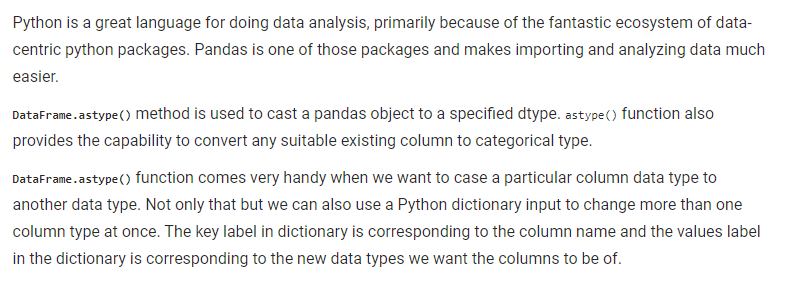 Python is a great language for doing data analysis, primarily because of the fantastic ecosystem of data-
centric python packages. Pandas is one of those packages and makes importing and analyzing data much
easier.
DataFrame.astype() method is used to cast a pandas object to a specified dtype. astype() function also
provides the capability to convert any suitable existing column to categorical type.
DataFrame.astype() function comes very handy when we want to case a particular column data type to
another data type. Not only that but we can also use a Python dictionary input to change more than one
column type at once. The key label in dictionary is corresponding to the column name and the values label
in the dictionary is corresponding to the new data types we want the columns to be of.